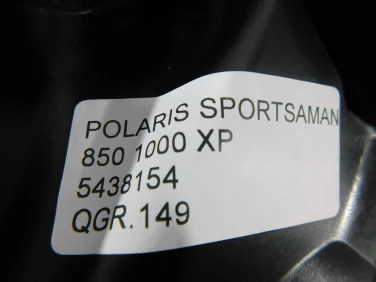 POLARIS SPORTSAMAN
850 1000 XP
5438154
QGR.149